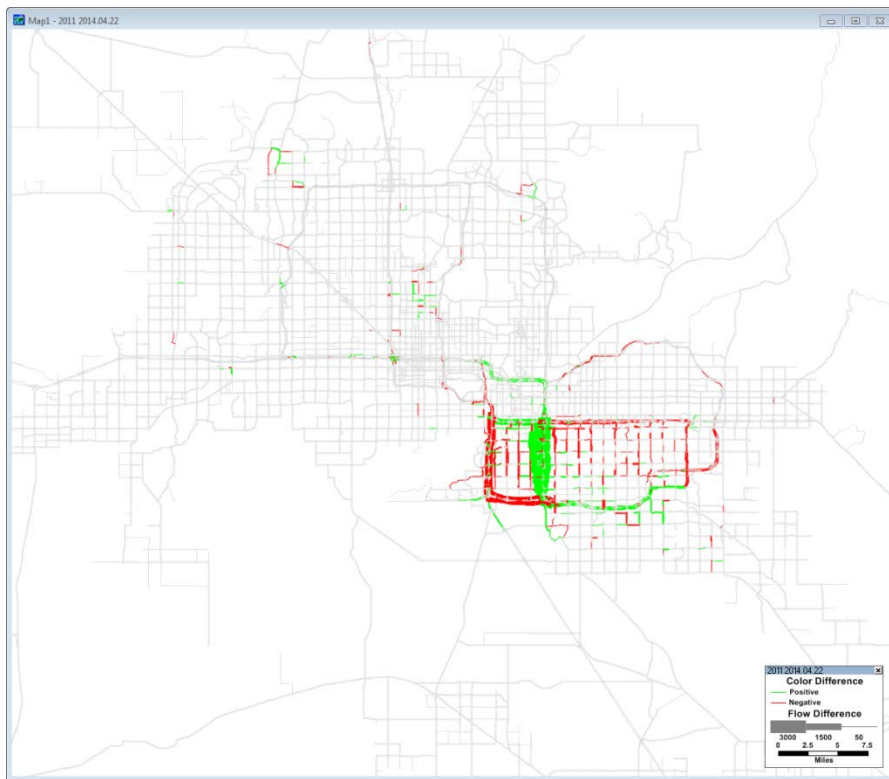 Map1 - 2011 2014.04.22
2011 2014.04.22
Color Difference
Positive
Negative
Flow Difference
3000 1500 50
0 2.5 5 7.5
Miles